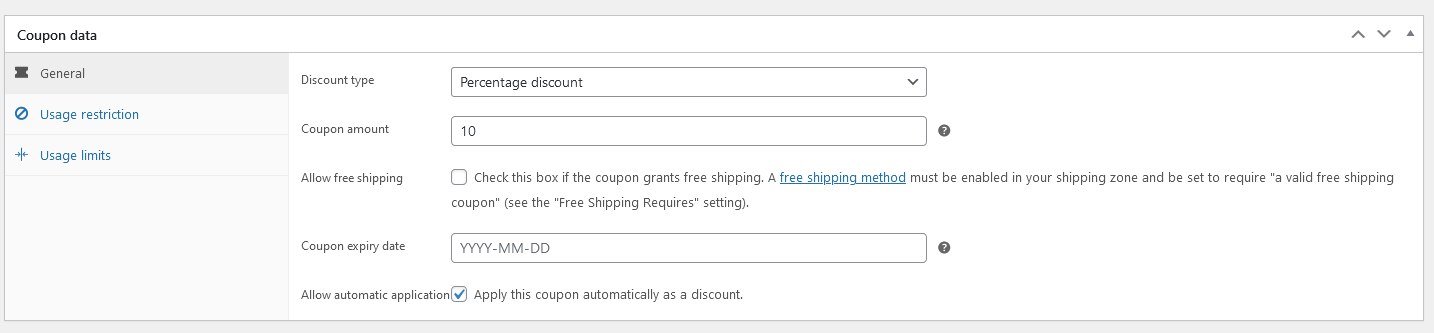 Coupon data
General
Usage restriction
Usage limits
Discount type
Percentage discount
Coupon amount
10
Allow free shipping
Check this box if the coupon grants free shipping. A free shipping method must be enabled in your shipping zone and be set to require "a valid free shipping
coupon" (see the "Free Shipping Requires" setting).
Coupon expiry date
YYYY-MM-DD
Allow automatic application
Apply this coupon automatically as a discount.